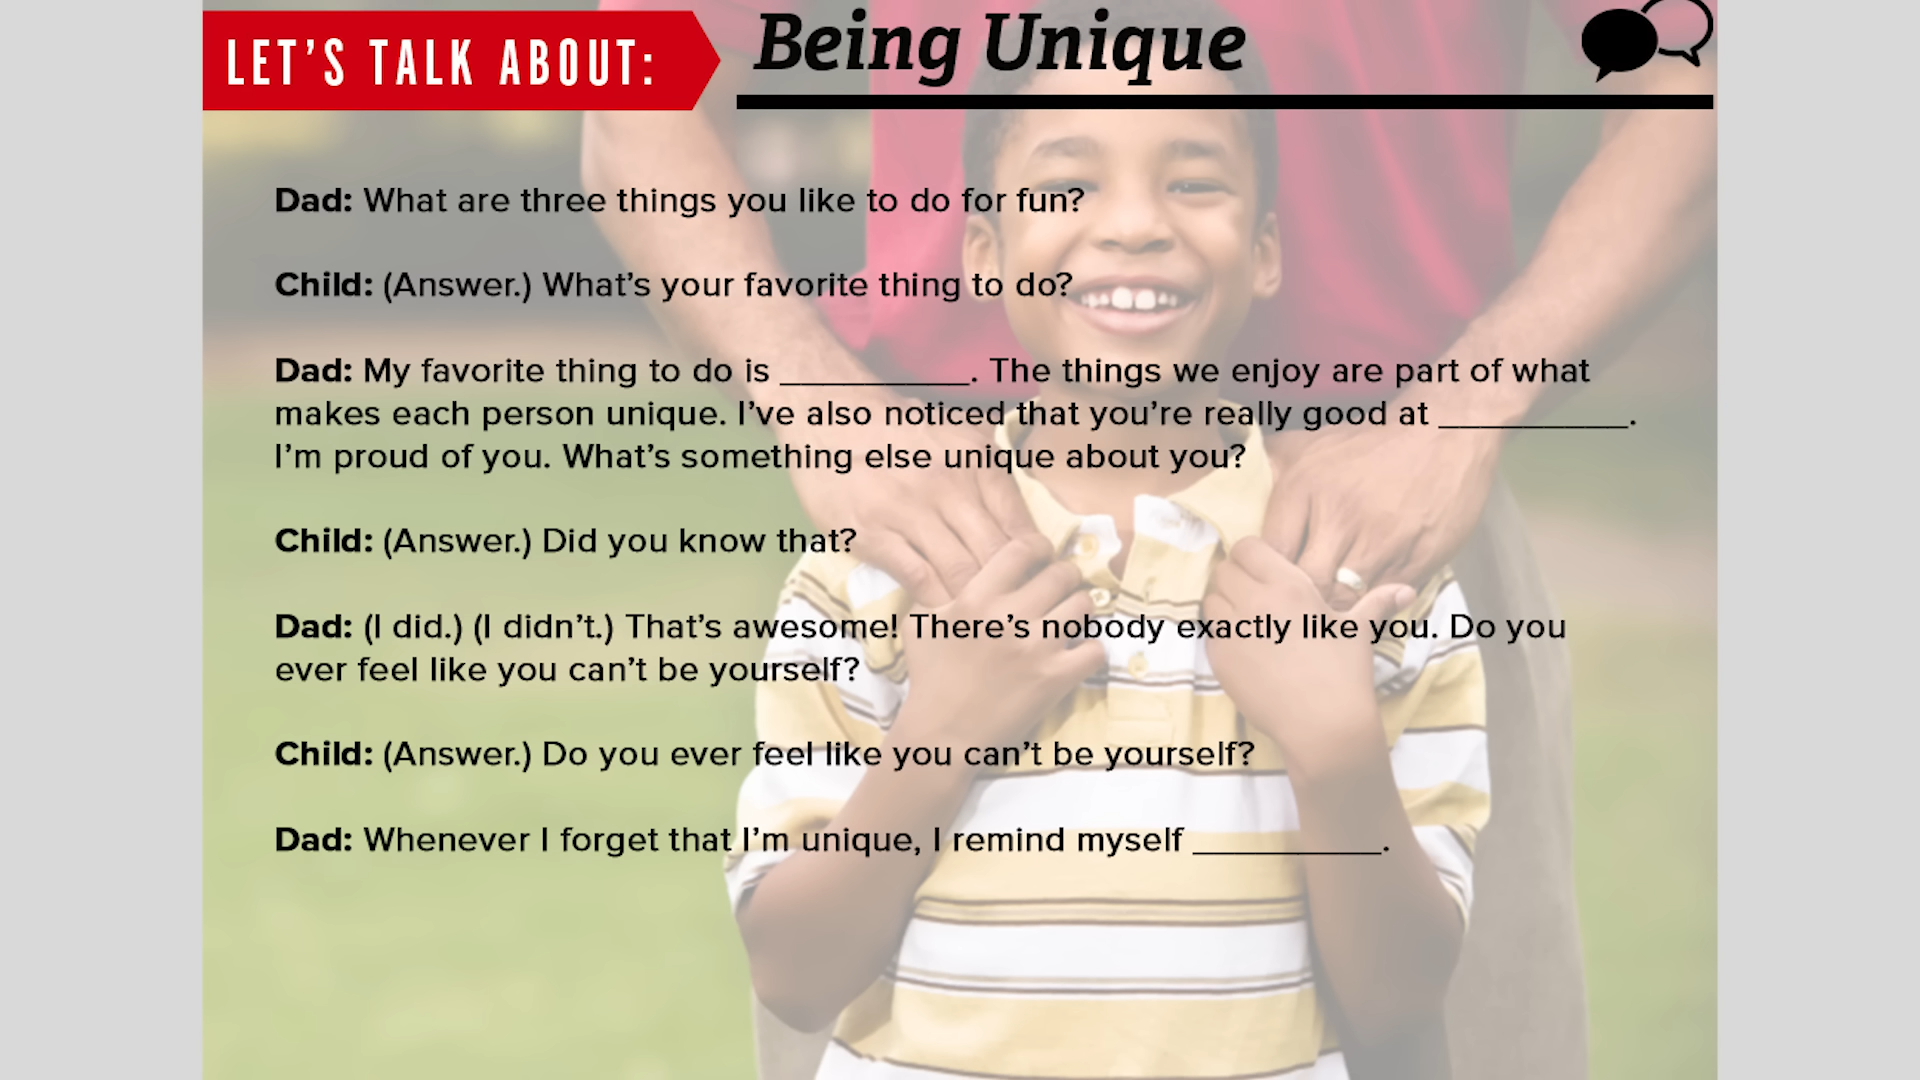 LET’S TALK ABOUT:
Being Unique
Dad: What are three things you like to do for fun?
Child: (Answer.) What’s your favorite thing to do?
Dad: My favorite thing to do is __________. The things we enjoy are part of what
makes each person unique. I’ve also noticed that you’re really good at __________.
I’m proud of you. What’s something else unique about you?
Child: (Answer.) Did you know that?
Dad: (I did.) (I didn’t.) That’s awesome! There’s nobody exactly like you. Do you
ever feel like you can’t be yourself?
Child: (Answer.) Do you ever feel like you can’t be yourself?
Dad: Whenever I forget that I’m unique, I remind myself __________.